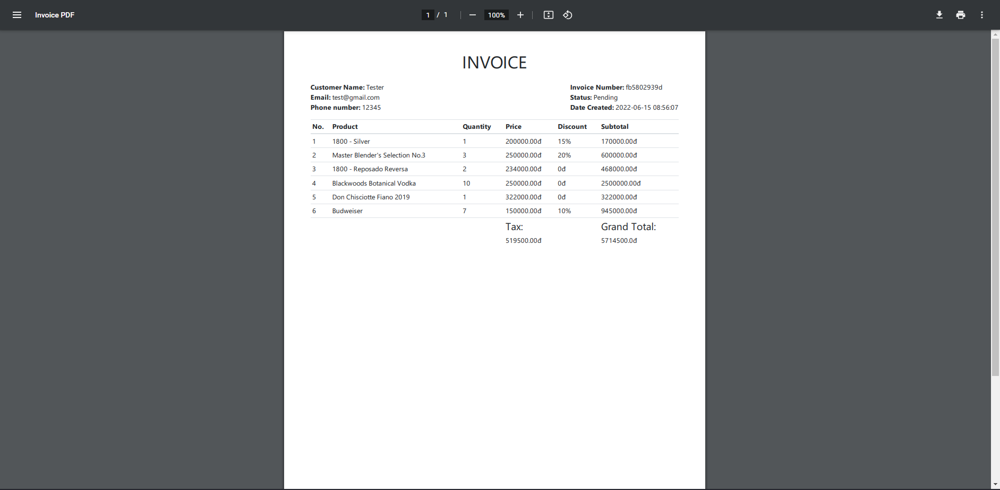 Invoice PDF
1 / 1
100%
INVOICE
Customer Name: Tester
Email: test@gmail.com
Phone number: 12345
Invoice Number: fb5802939d
Status: Pending
Date Created: 2022-06-15 08:56:07
No. Product Quantity Price Discount Subtotal
1 1800 - Silver 1 200000.00đ 15% 170000.00đ
2 Master Blender's Selection No.3 3 250000.00đ 20% 600000.00đ
3 1800 - Reposado Reversa 2 234000.00đ 0đ 468000.00đ
4 Blackwoods Botanical Vodka 10 250000.00đ 0đ 2500000.00đ
5 Don Chisciotte Fiano 2019 1 322000.00đ 0đ 322000.00đ
6 Budweiser 7 150000.00đ 10% 945000.00đ
Tax: Grand Total:
519500.00đ 5714500.0đ